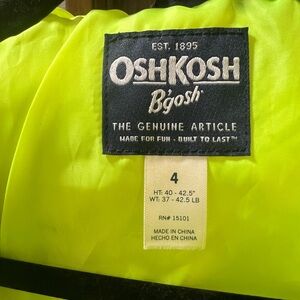 EST. 1895
OSHKOSH
B'gosh
THE GENUINE ARTICLE
MADE FOR FUN - BUILT TO LAST™
4
HT: 40 - 42.5"
WT: 37 - 42.5 LB
RN# 15101
MADE IN CHINA
HECHO EN CHINA